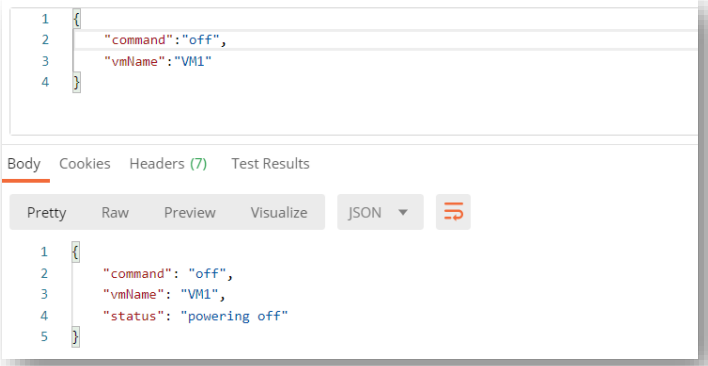 1 {
2 "command":"off",
3 "vmName":"VM1"
4 }
Body Cookies Headers (7) Test Results
Pretty Raw Preview Visualize JSON
1 {
2 "command": "off",
3 "vmName": "VM1",
4 "status": "powering off"
5 }